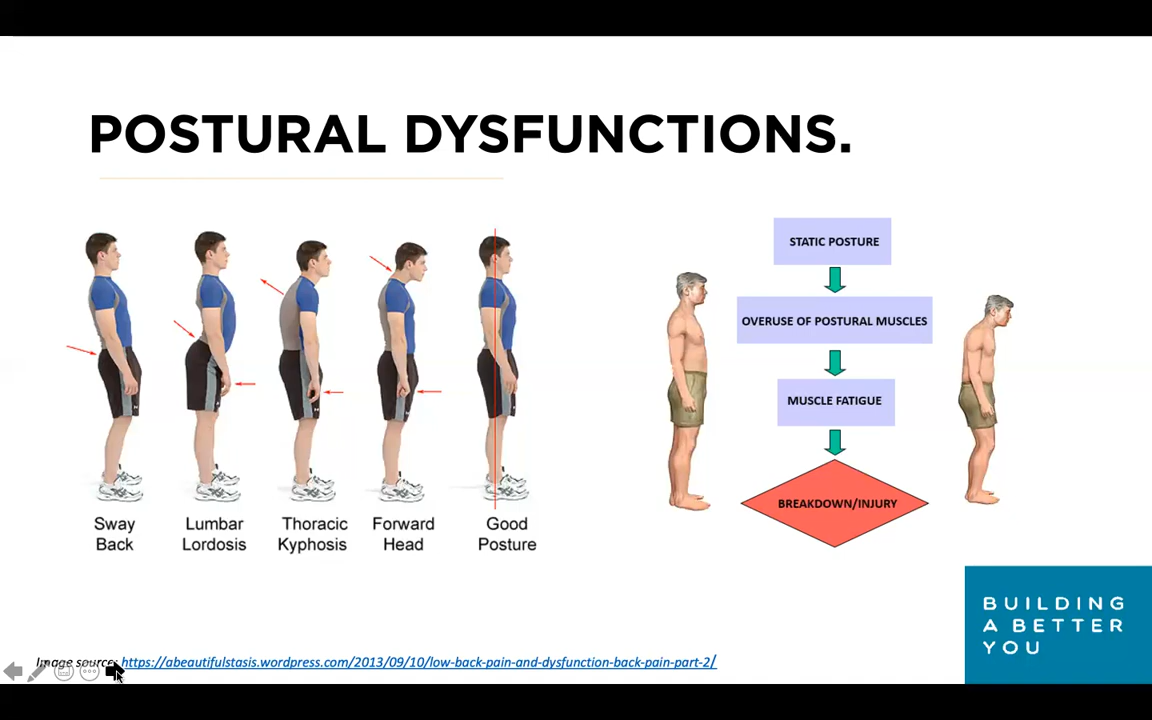 POSTURAL DYSFUNCTIONS.
Sway
Back
Lumbar
Lordosis
Thoracic
Kyphosis
Forward
Head
Good
Posture
STATIC POSTURE
OVERUSE OF POSTURAL MUSCLES
MUSCLE FATIGUE
BREAKDOWN/INJURY
BUILDING
A BETTER
YOU
Image source: https://abeautifulstasis.wordpress.com/2013/09/10/low-back-pain-and-dysfunction-back-pain-part-2/